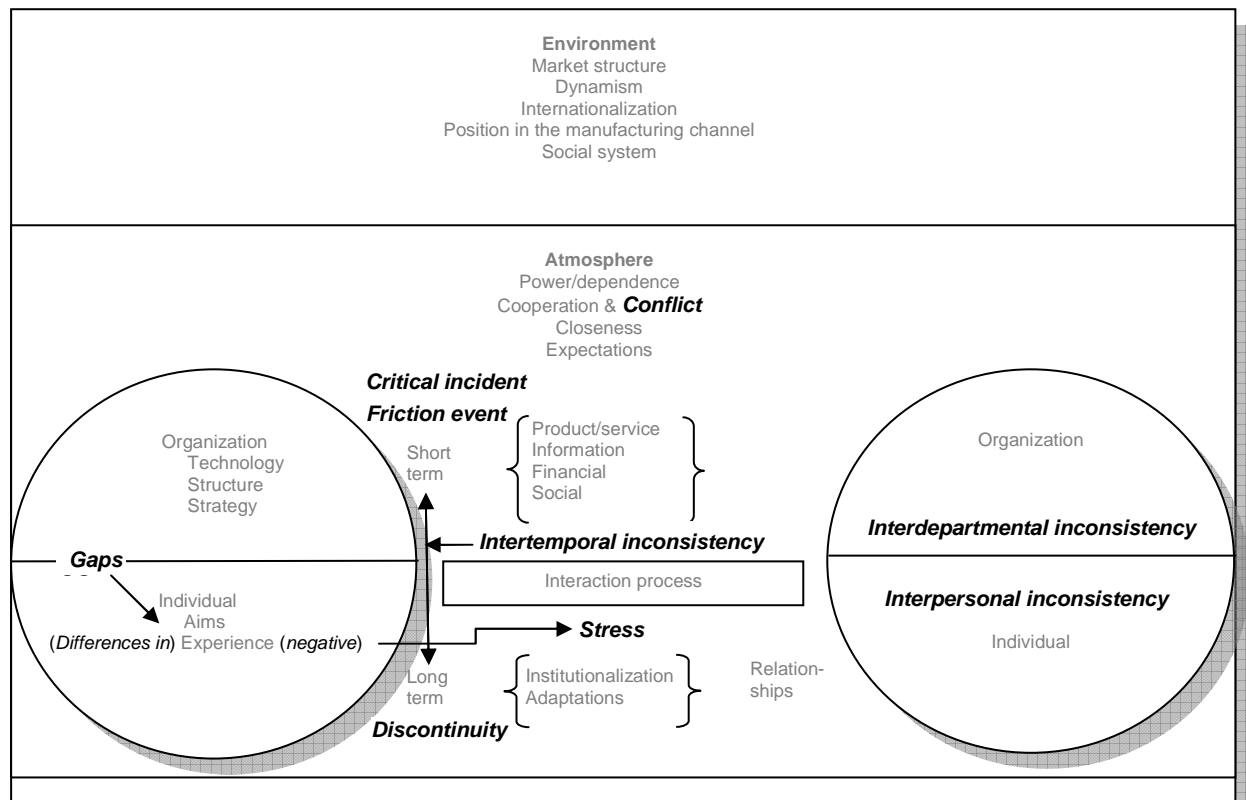 Environment
Market structure
Dynamism
Internationalization
Position in the manufacturing channel
Social system
Atmosphere
Power/dependence
Cooperation & Conflict
Closeness
Expectations
Critical incident
Friction event
Organization
Technology
Structure
Strategy
Short
term
Product/service
Information
Financial
Social
Organization
Intertemporal inconsistency
Interdepartmental inconsistency
Gaps
Interaction process
Individual
Aims
(Differences in) Experience (negative)
Stress
Interpersonal inconsistency
Individual
Long
term
Institutionalization
Adaptations
Relation-
ships
Discontinuity